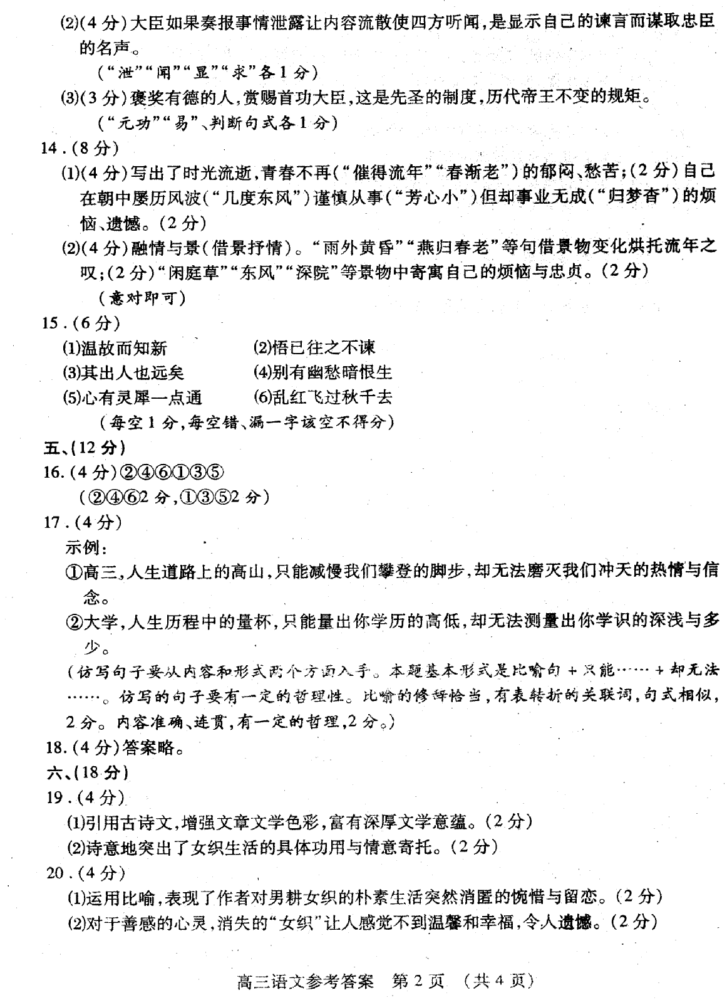 (2)(4 分)大臣如果奏报事情泄露让内容流散使四方听闻,是显示自己的谏言而谋取忠臣
的名声。
(“泄”“闻”“显”“求”各 1 分)
(3)(3 分)褒奖有德的人,赏赐首功大臣,这是先圣的制度,历代帝王不变的规矩。
(“元功”“易”、判断句式各 1 分)
14 .(8 分)
(1)(4 分)写出了时光流逝,青春不再(“催得流年”“春渐老”)的郁闷、愁苦;(2 分)自己
在朝中屡历风波(“几度东风”)谨慎从事(“芳心小”)但却事业无成(“归梦杳”)的烦
恼、遗憾。(2 分)
(2)(4 分)融情与景(借景抒情)。“雨外黄昏”“燕归春老”等句借景物变化烘托流年之
叹;(2 分)“闲庭草”“东风”“深院”等景物中寄寓自己的烦恼与忠贞。(2 分)
(意对即可)
15 .(6 分)
(1)温故而知新 (2)悟已往之不谏
(3)其出人也远矣 (4)别有幽愁暗恨生
(5)心有灵犀一点通 (6)乱红飞过秋千去
(每空 1 分,每空错、漏一字该空不得分)
五、(12 分)
16. (4 分)②④⑥①③⑤
(②④⑥2 分,①③⑤2 分)
17 .(4 分)
示例:
①高三,人生道路上的高山,只能减慢我们攀登的脚步,却无法磨灭我们冲天的热情与信
念。
②大学,人生历程中的量杯,只能量出你学历的高低,却无法测量出你学识的深浅与多
少。
(仿写句子要从内容和形式两个方面入手。本题基本形式是比喻句 + 只能…… + 却无法
……。仿写的句子要有一定的哲理性。比喻的修辞恰当,有表转折的关联词,句式相似,
2 分。内容准确、连贯,有一定的哲理,2 分。)
18. (4 分)答案略。
六、(18 分)
19 .(4 分)
(1)引用古诗文,增强文章文学色彩,富有深厚文学意蕴。(2 分)
(2)诗意地突出了女织生活的具体功用与情意寄托。(2 分)
20 .(4 分)
(1)运用比喻,表现了作者对男耕女织的朴素生活突然消匿的惋惜与留恋。(2 分)
(2)对于善感的心灵,消失的“女织”让人感觉不到温馨和幸福,令人遗憾。(2 分)
高三语文参考答案 第 2 页 (共 4 页)